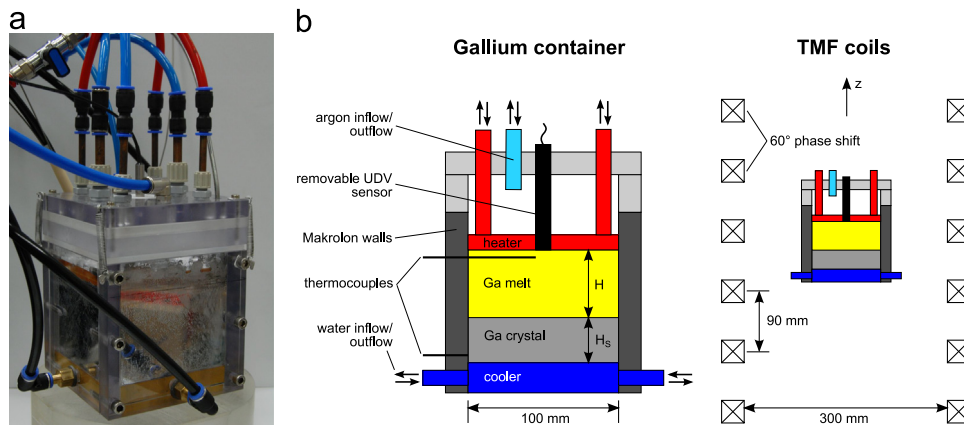 a
b
Gallium container
TMF coils
argon inflow/
outflow
removable UDV
sensor
Makrolon walls
thermocouples
water inflow/
outflow
heater
Ga melt
H
Ga crystal
H_S
cooler
100 mm
z
60° phase shift
90 mm
300 mm